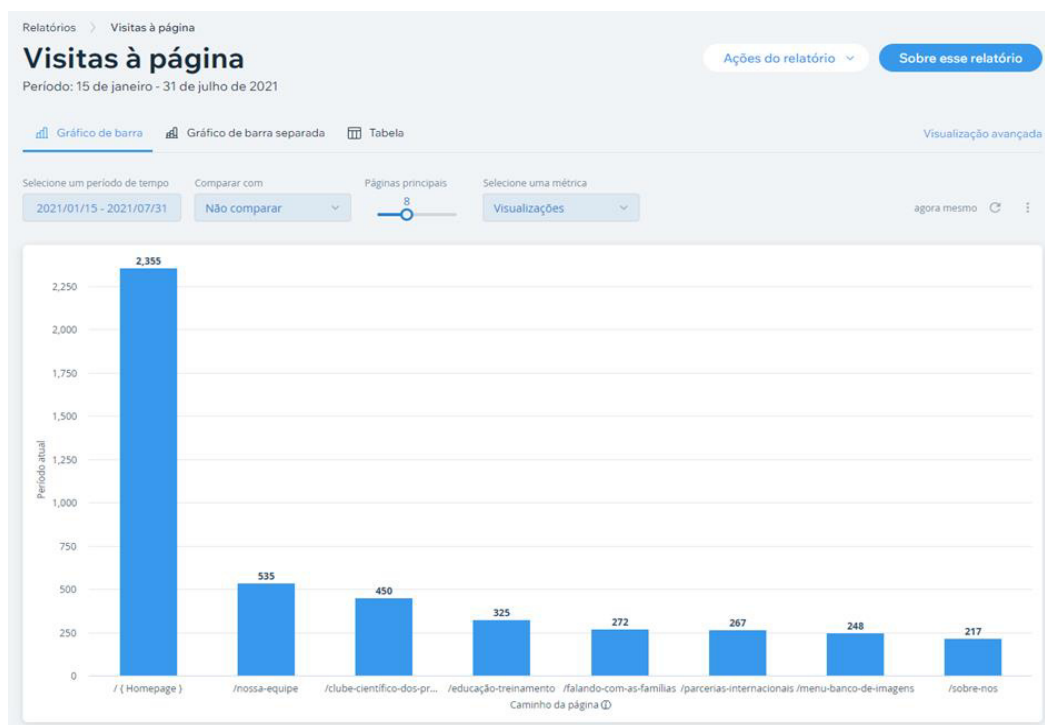 Relatórios > Visitas à página
Visitas à página
Ações do relatório
Sobre esse relatório
Período: 15 de janeiro - 31 de julho de 2021
Gráfico de barra
Gráfico de barra separada
Tabela
Visualização avançada
Selecione um período de tempo
Comparar com
Páginas principais
Selecione uma métrica
2021/01/15 - 2021/07/31
Não comparar
8
Visualizações
agora mesmo
2,355
2,250
2,000
1,750
1,500
1,250
1,000
750
500
250
0
Período atual
535
450
325
272
267
248
217
/ ( Homepage )
/nossa-equipe
/clube-científico-dos-pr...
/educação-treinamento
/falando-com-as-famílias
/parcerias-internacionais
/menu-banco-de-imagens
/sobre-nos
Caminho da página